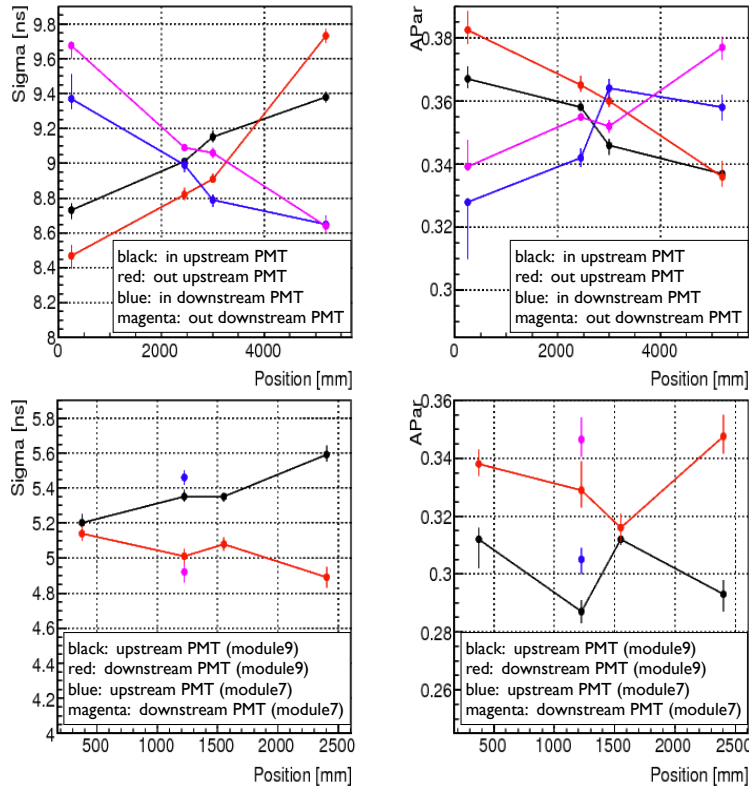 Sigma [ns]
9.8
9.6
9.4
9.2
9
8.8
8.6
8.4
8.2
8
0
2000
4000
Position [mm]
black: in upstream PMT
red: out upstream PMT
blue: in downstream PMT
magenta: out downstream PMT
APar
0.38
0.36
0.34
0.32
0.3
0
2000
4000
Position [mm]
black: in upstream PMT
red: out upstream PMT
blue: in downstream PMT
magenta: out downstream PMT
Sigma [ns]
6
5.8
5.6
5.4
5.2
5
4.8
4.6
4.4
4.2
4
500
1000
1500
2000
2500
Position [mm]
black: upstream PMT (module9)
red: downstream PMT (module9)
blue: upstream PMT (module7)
magenta: downstream PMT (module7)
APar
0.36
0.34
0.32
0.3
0.28
0.26
500
1000
1500
2000
2500
Position [mm]
black: upstream PMT (module9)
red: downstream PMT (module9)
blue: upstream PMT (module7)
magenta: downstream PMT (module7)